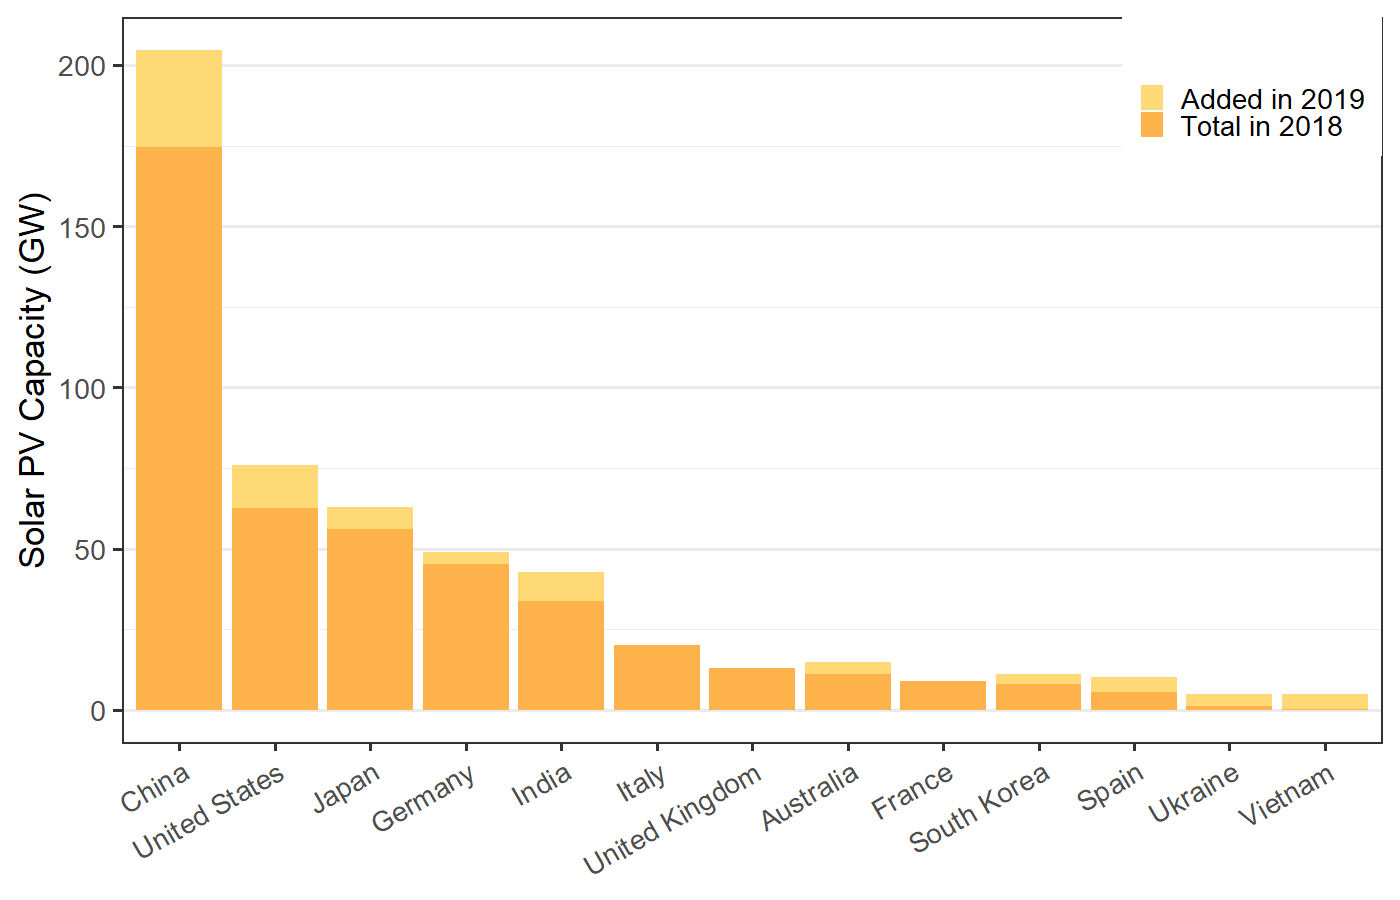 Solar PV Capacity (GW)
200
150
100
50
0
Added in 2019
Total in 2018
China
United States
Japan
Germany
India
Italy
United Kingdom
Australia
France
South Korea
Spain
Ukraine
Vietnam